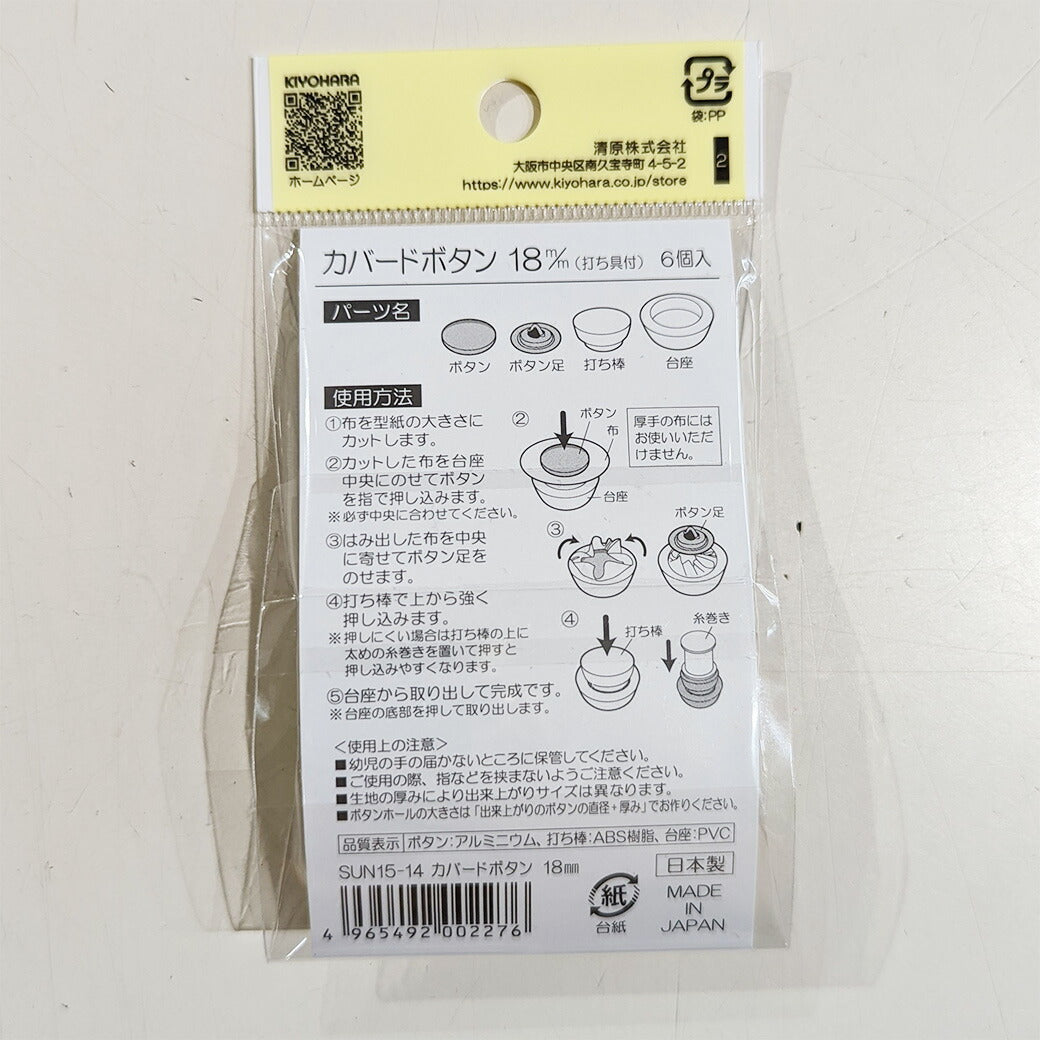 KIYOHARA
ホームページ
プラ
袋:PP
清原株式会社
大阪市中央区南久宝寺町 4-5-2
https://www.kiyohara.co.jp/store
2
カバードボタン 18m/m(打ち具付) 6個入
パーツ名
ボタン ボタン足 打ち棒 台座
使用方法
①布を型紙の大きさに
カットします。
②カットした布を台座
中央にのせてボタン
を指で押し込みます。
※必ず中央に合わせてください。
③はみ出した布を中央
に寄せてボタン足を
のせます。
④打ち棒で上から強く
押し込みます。
※押しにくい場合は打ち棒の上に
太めの糸巻きを置いて押すと
押し込みやすくなります。
⑤台座から取り出して完成です。
※台座の底部を押して取り出します。
②
ボタン
布
台座
厚手の布には
お使いいただ
けません。
③
ボタン足
④
打ち棒
糸巻き
<使用上の注意>
■幼児の手の届かないところに保管してください。
■ご使用の際、指などを挟まないようご注意ください。
■生地の厚みにより出来上がりサイズは異なります。
■ボタンホールの大きさは「出来上がりのボタンの直径+厚み」でお作りください。
品質表示 ボタン:アルミニウム、打ち棒:ABS樹脂、台座:PVC
SUN15-14 カバードボタン 18mm
4 965492 002276
紙
台紙
日本製
MADE
IN
JAPAN